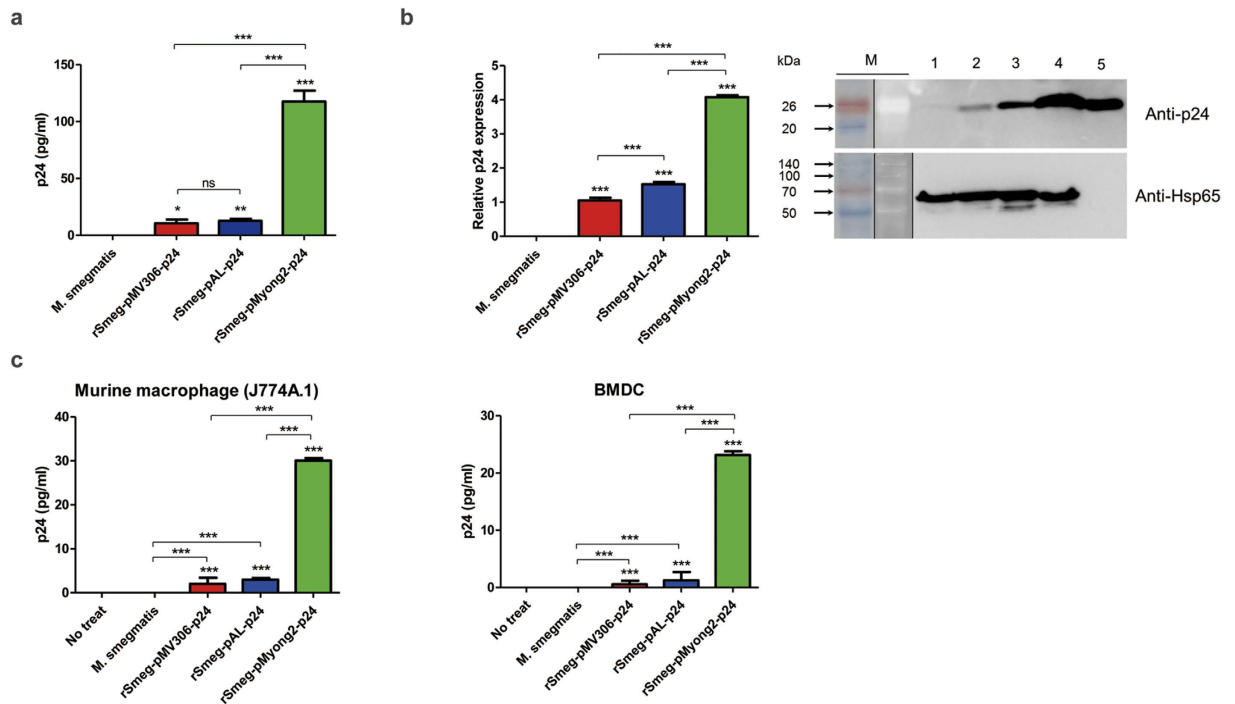 a
***
***
***
ns
*
**
p24 (pg/ml)
150
100
50
0
M. smegmatis
rSmeg-pMV306-p24
rSmeg-pAL-p24
rSmeg-pMyong2-p24
b
***
***
***
***
***
***
Relative p24 expression
5
4
3
2
1
0
M. smegmatis
rSmeg-pMV306-p24
rSmeg-pAL-p24
rSmeg-pMyong2-p24
kDa M 1 2 3 4 5
26
20
Anti-p24
140
100
70
50
Anti-Hsp65
c
Murine macrophage (J774A.1)
***
***
***
***
***
***
***
p24 (pg/ml)
40
30
20
10
0
No treat
M. smegmatis
rSmeg-pMV306-p24
rSmeg-pAL-p24
rSmeg-pMyong2-p24
BMDC
***
***
***
***
***
***
***
p24 (pg/ml)
30
20
10
0
No treat
M. smegmatis
rSmeg-pMV306-p24
rSmeg-pAL-p24
rSmeg-pMyong2-p24